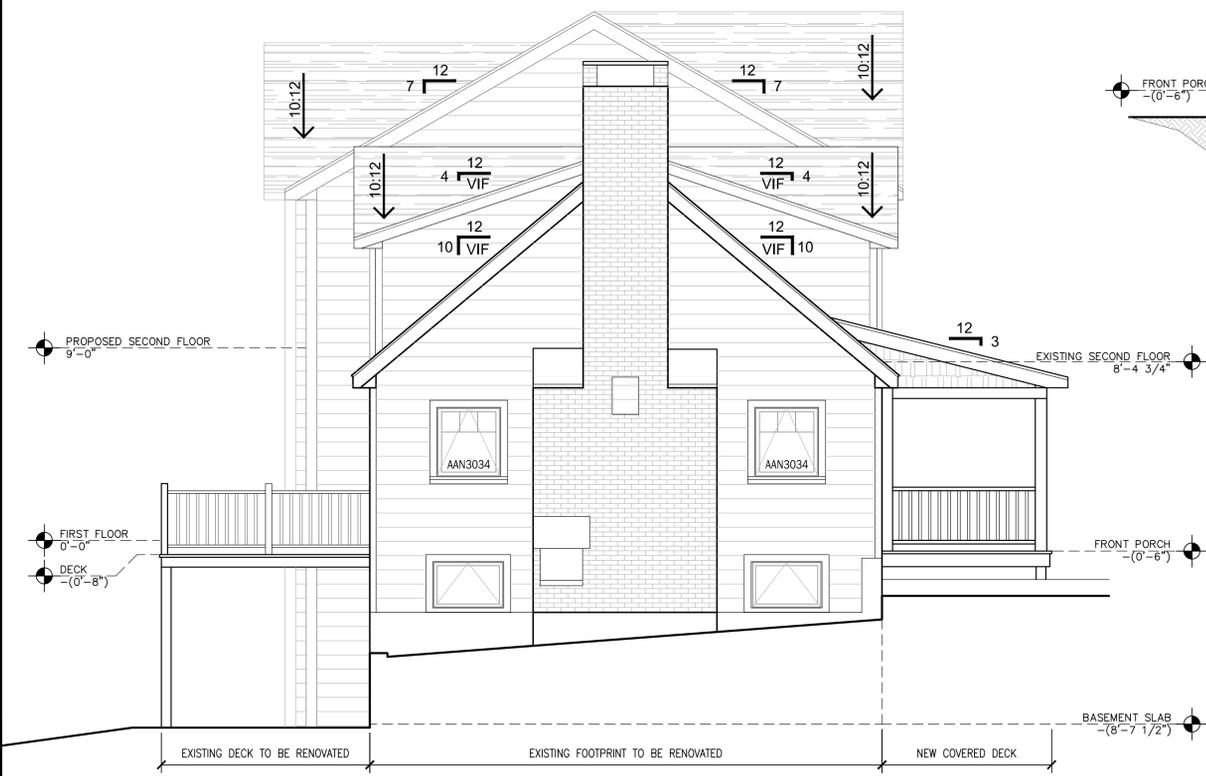 12
7
12
7
10:12
10:12
FRONT PORC
-(0'-6")
10:12
4
12
VIF
12
VIF
4
10:12
10
12
VIF
12
VIF
10
12
3
PROPOSED SECOND FLOOR
9'-0"
EXISTING SECOND FLOOR
8'-4 3/4"
AAN3034
AAN3034
FIRST FLOOR
0'-0"
FRONT PORCH
-(0'-6")
DECK
-(0'-8")
BASEMENT SLAB
-(8'-7 1/2")
EXISTING DECK TO BE RENOVATED
EXISTING FOOTPRINT TO BE RENOVATED
NEW COVERED DECK